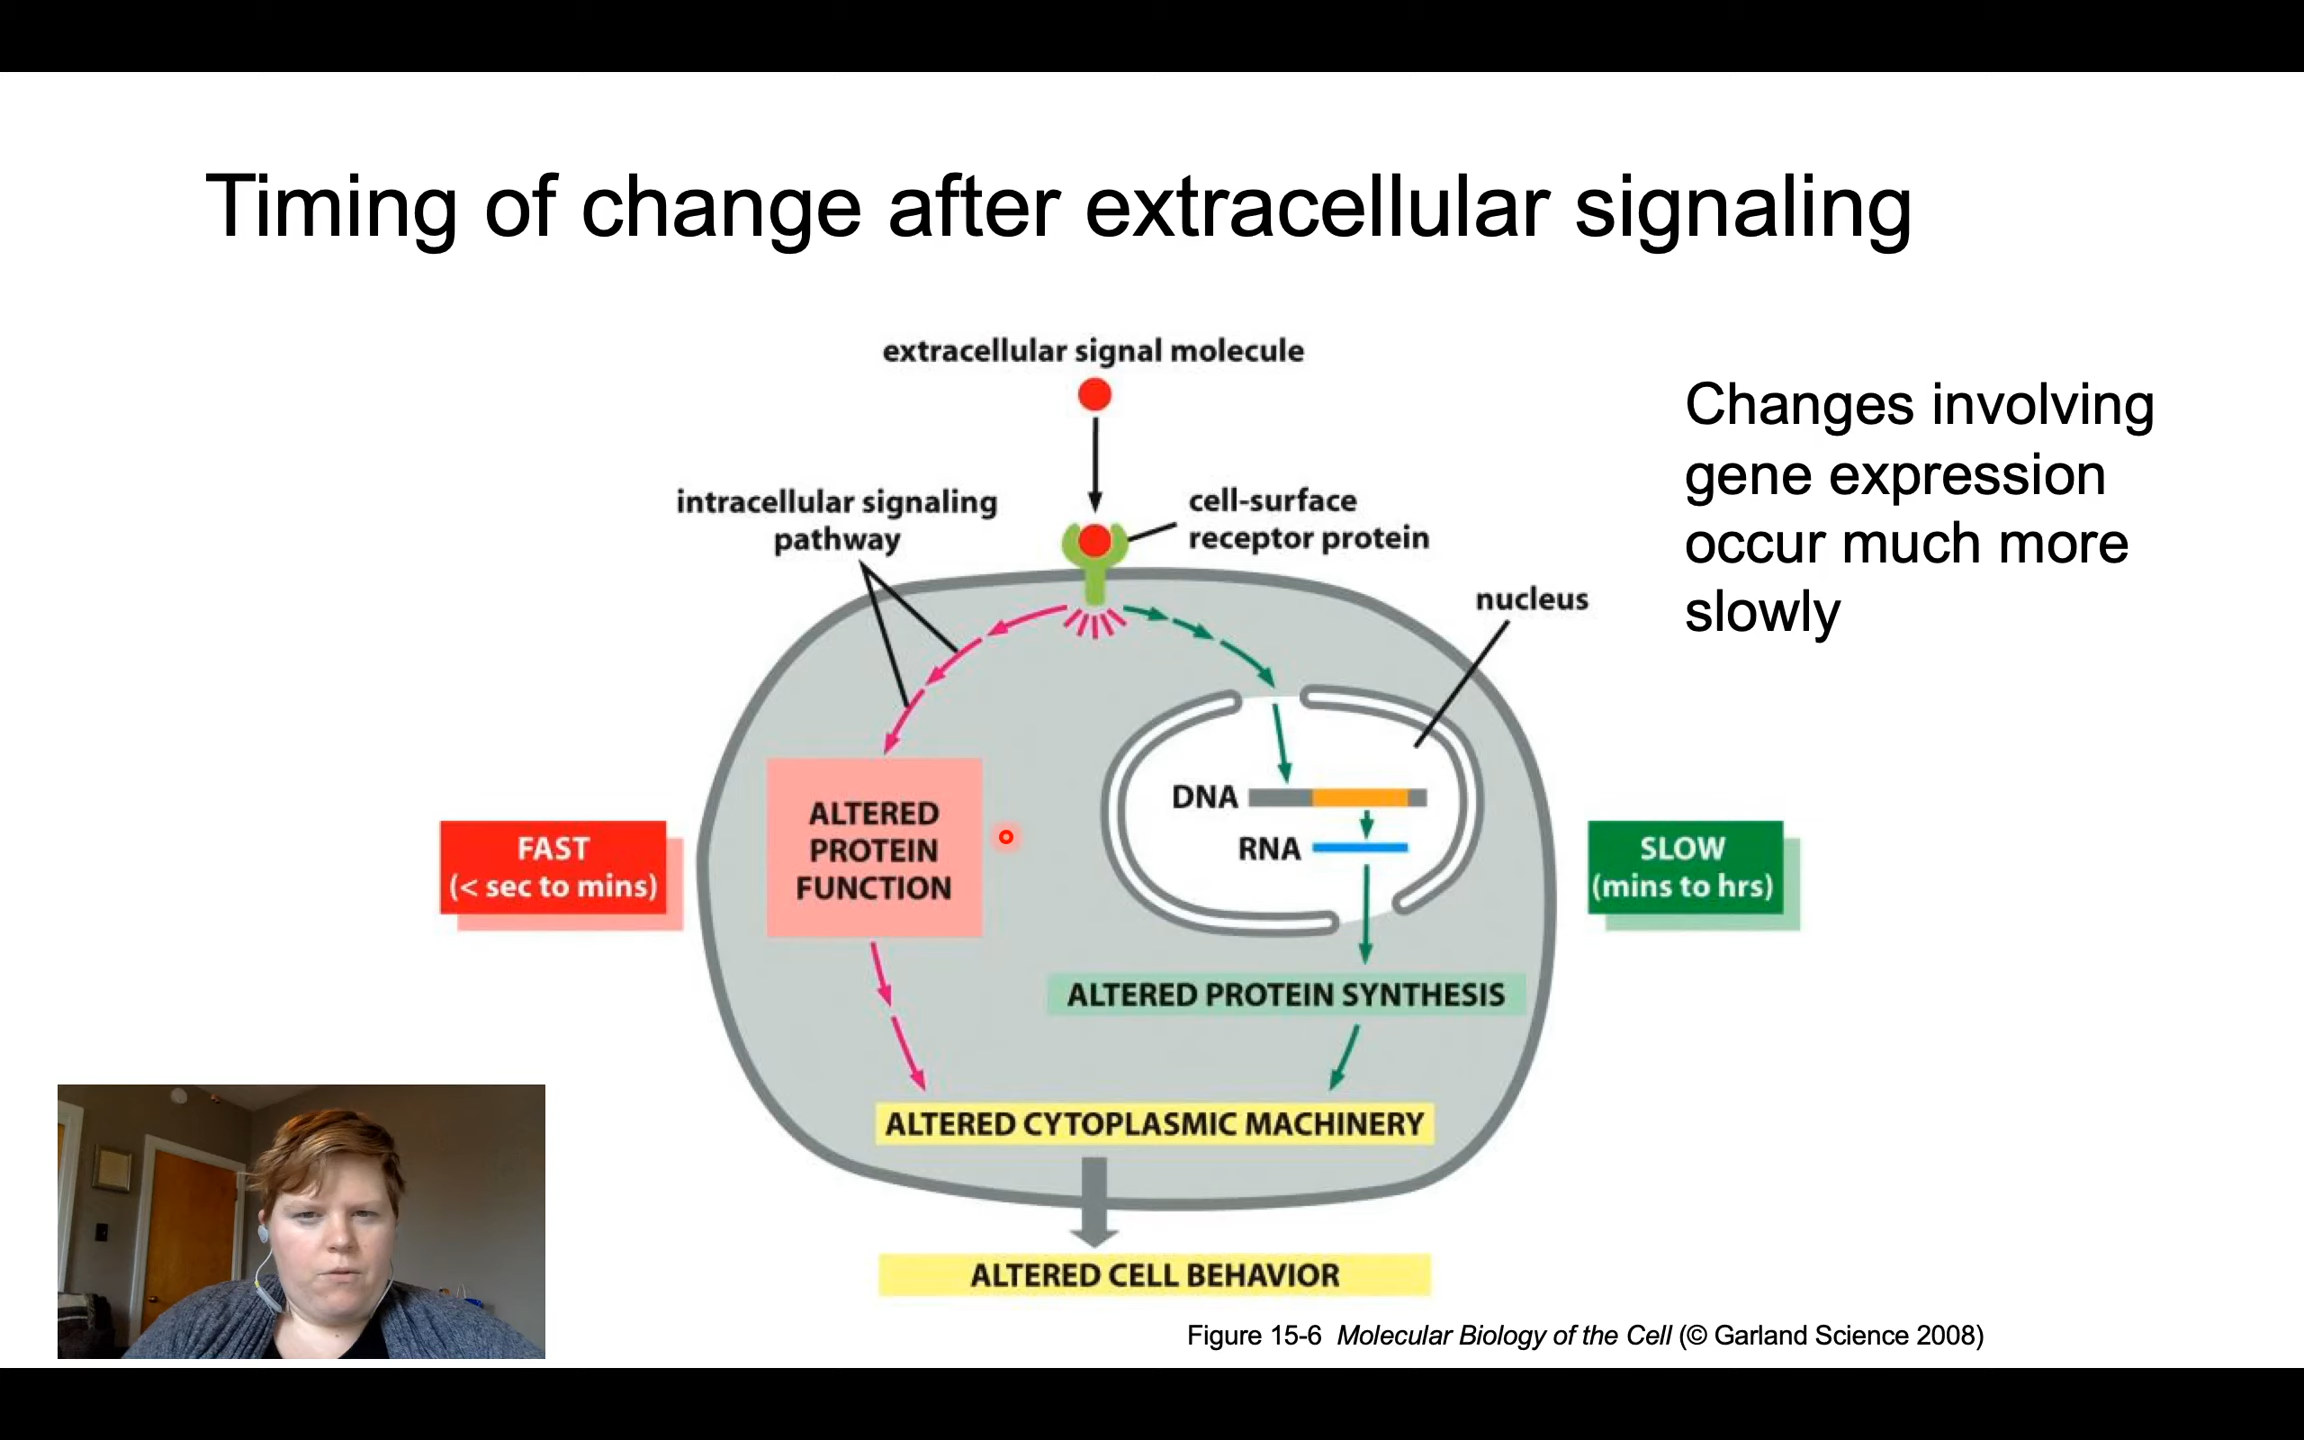 Timing of change after extracellular signaling
extracellular signal molecule
Changes involving
gene expression
occur much more
slowly
intracellular signaling
pathway
cell-surface
receptor protein
nucleus
ALTERED
PROTEIN
FUNCTION
FAST
(< sec to mins)
DNA
RNA
SLOW
(mins to hrs)
ALTERED PROTEIN SYNTHESIS
ALTERED CYTOPLASMIC MACHINERY
ALTERED CELL BEHAVIOR
Figure 15-6 Molecular Biology of the Cell (© Garland Science 2008)